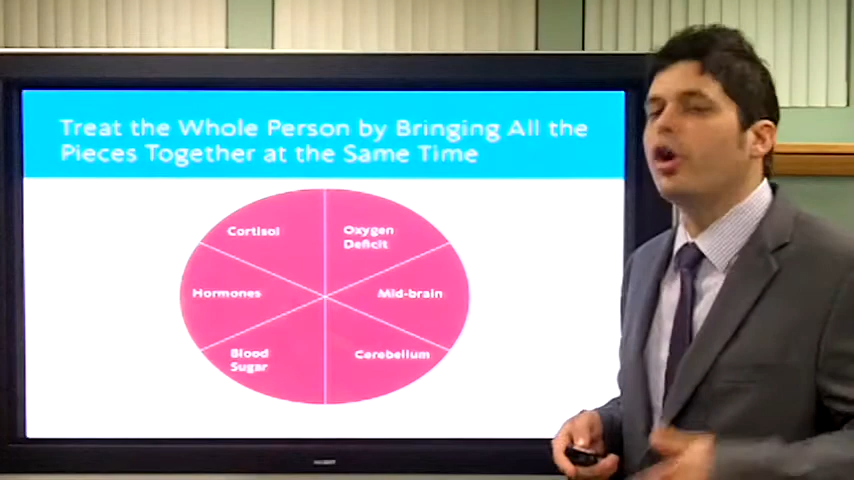 Treat the Whole Person by Bringing All the
Pieces Together at the Same Time
Cortisol
Oxygen
Deficit
Hormones
Mid-brain
Blood
Sugar
Cerebellum